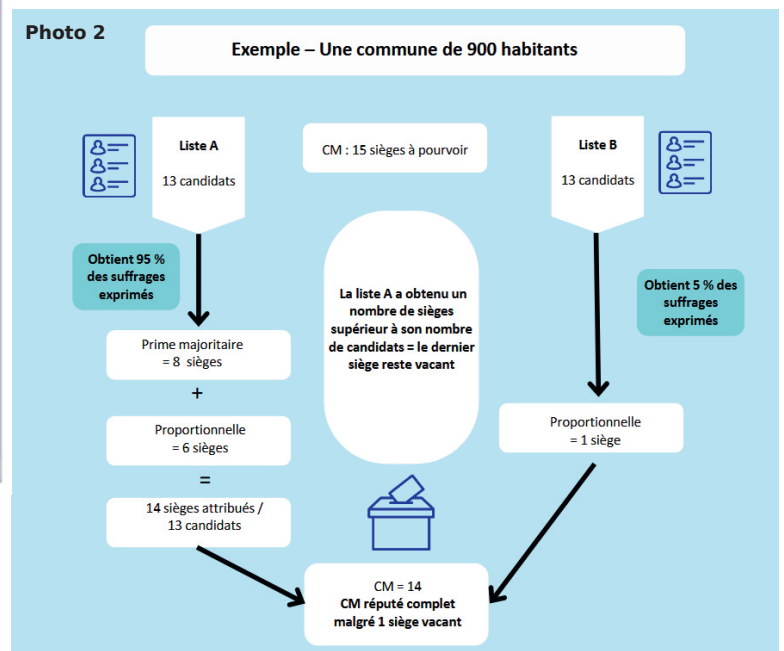 Photo 2
Exemple – Une commune de 900 habitants
Liste A
13 candidats
CM : 15 sièges à pourvoir
Liste B
13 candidats
Obtient 95 %
des suffrages
exprimés
La liste A a obtenu un
nombre de sièges
supérieur à son nombre
de candidats = le dernier
siège reste vacant
Obtient 5 % des
suffrages
exprimés
Prime majoritaire
= 8 sièges
+
Proportionnelle
= 6 sièges
=
14 sièges attribués /
13 candidats
Proportionnelle
= 1 siège
CM = 14
CM réputé complet
malgré 1 siège vacant